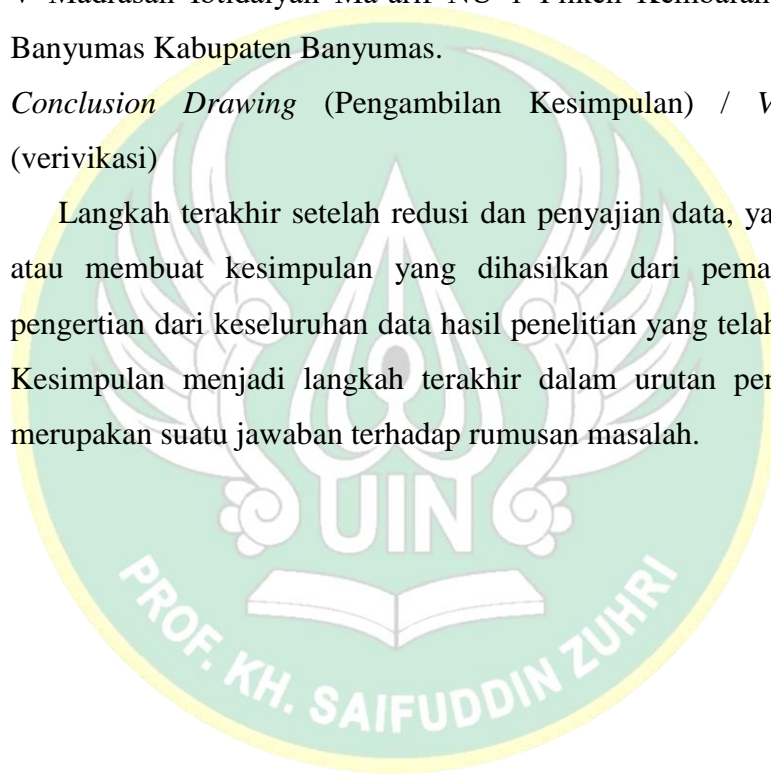 V Madrasah Ibtidaiyah Ma'arif NU 1
Banyumas Kabupaten Banyumas.
Conclusion Drawing (Pengambilan Kesimpulan) /
(verivikasi)
Langkah terakhir setelah redusi dan penyajian data,
atau membuat kesimpulan yang dihasilkan dari
pengertian dari keseluruhan data hasil penelitian yang telah
Kesimpulan menjadi langkah terakhir dalam urutan
merupakan suatu jawaban terhadap rumusan masalah.
UIN
PROF. KH. SAIFUDDIN ZUHRI